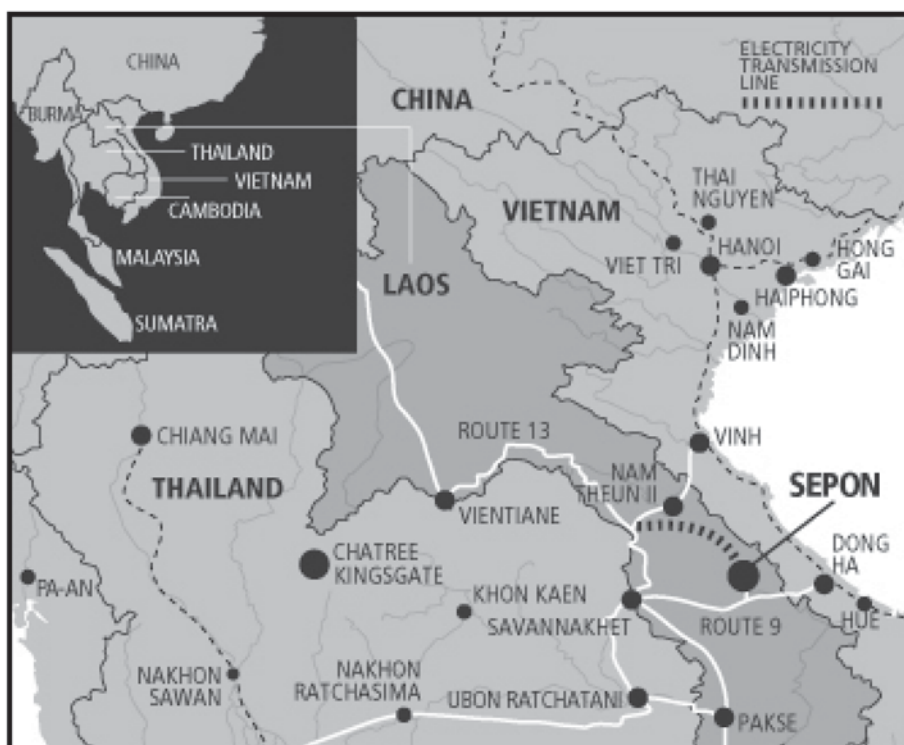 CHINA
BURMA
THAILAND
VIETNAM
CAMBODIA
MALAYSIA
SUMATRA
ELECTRICITY
TRANSMISSION
LINE
CHINA
VIETNAM
THAI
NGUYEN
HANOI
VIET TRI
HONG
GAI
HAIPHONG
NAM
DINH
LAOS
CHIANG MAI
ROUTE 13
VINH
THAILAND
NAM
THEUN II
SEPON
VIENTIANE
CHATREE
KINGSGATE
DONG
HA
PA-AN
KHON KAEN
SAVANNAKHET
ROUTE 9
HUE
NAKHON
SAWAN
NAKHON
RATCHASIMA
UBON RATCHATANI
PAKSE